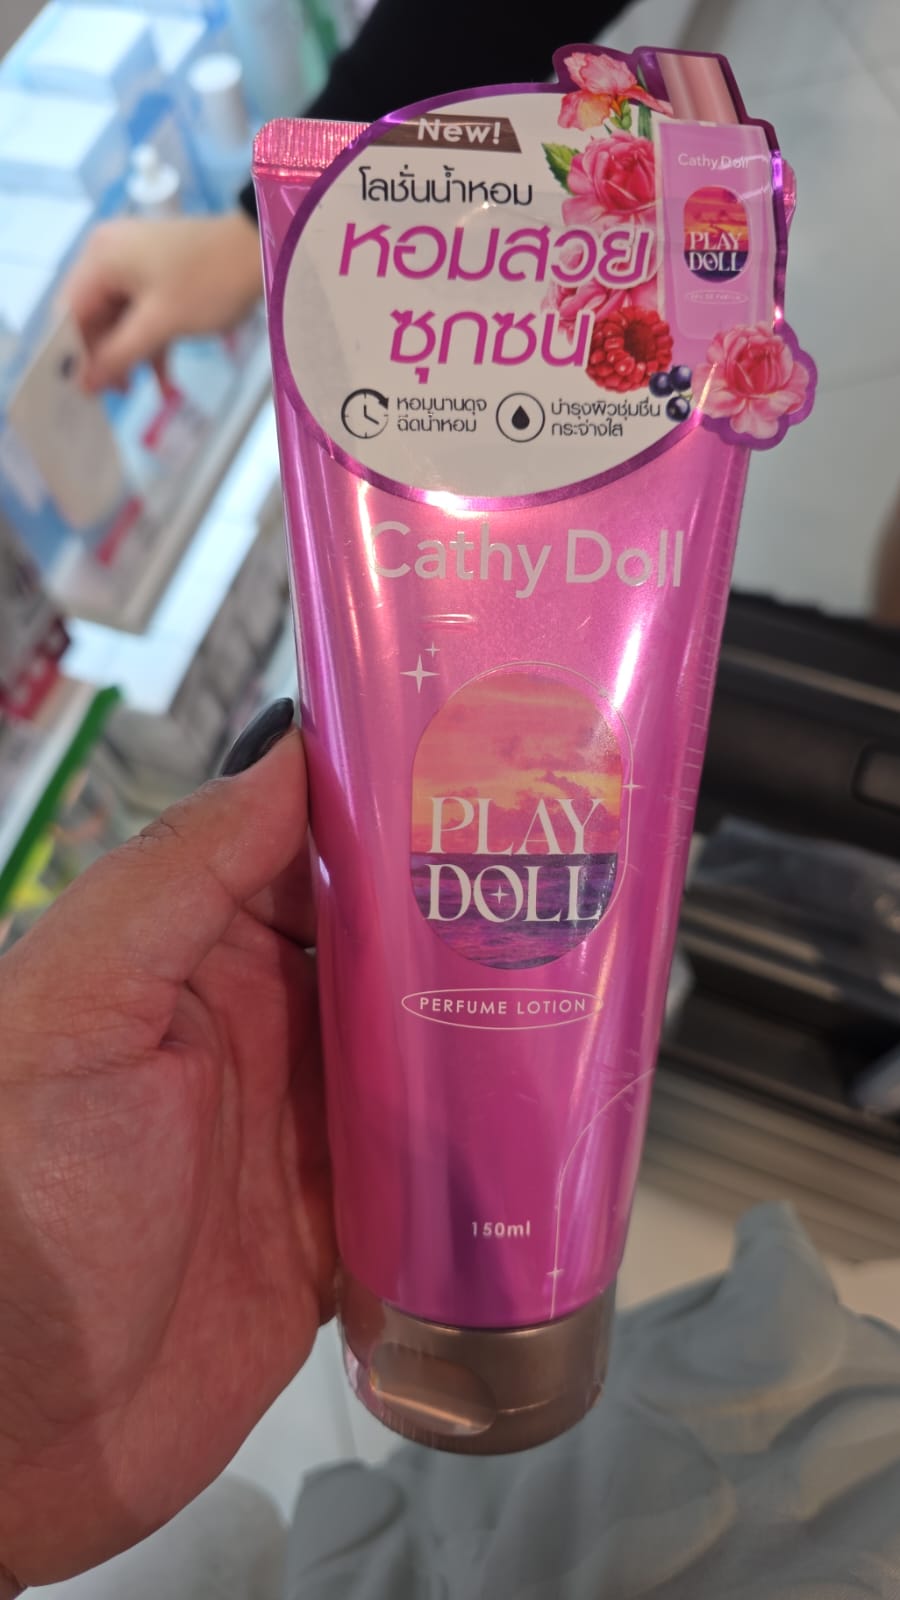 New!
โลชั่นน้ำหอม
หอมสวย
ซุกซน
หอมนานดุจ
ฉีดน้ำหอม
บำรุงผิวชุ่มชื่น
กระจ่างใส
Cathy Doll
PLAY
DOLL
EAU DE PARFUM
Cathy Doll
PLAY
DOLL
PERFUME LOTION
150ml